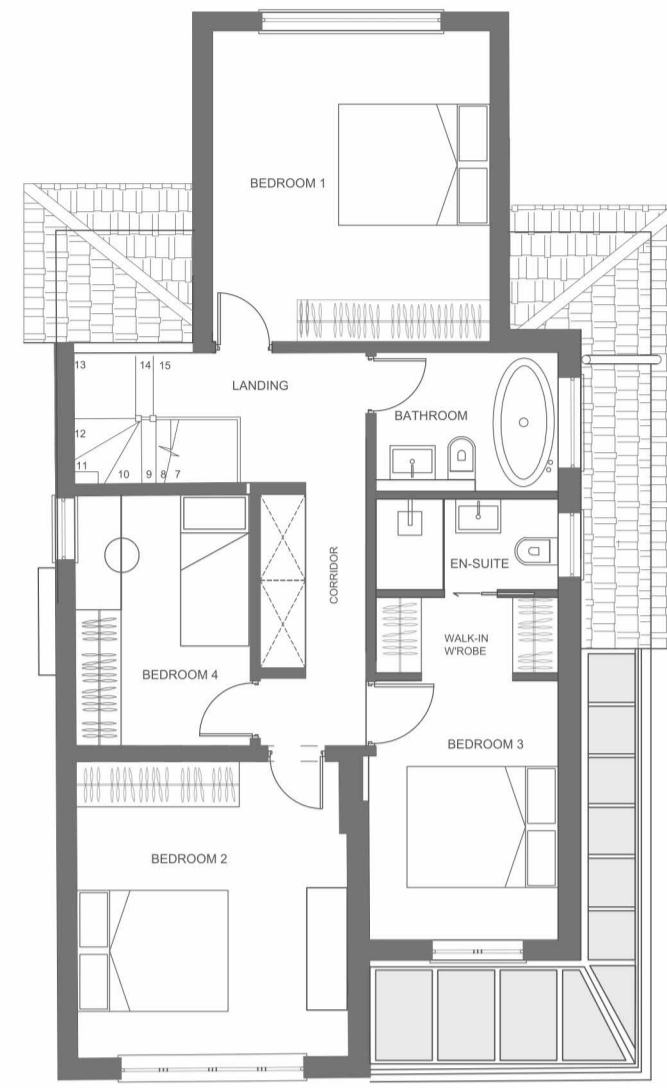 BEDROOM 1
13
14
15
LANDING
12
BATHROOM
11
10
9
8
7
CORRIDOR
EN-SUITE
WALK-IN
W'ROBE
BEDROOM 4
BEDROOM 3
BEDROOM 2